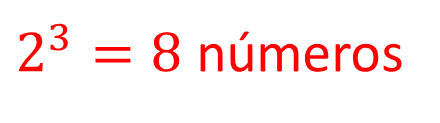 2³ = 8 números